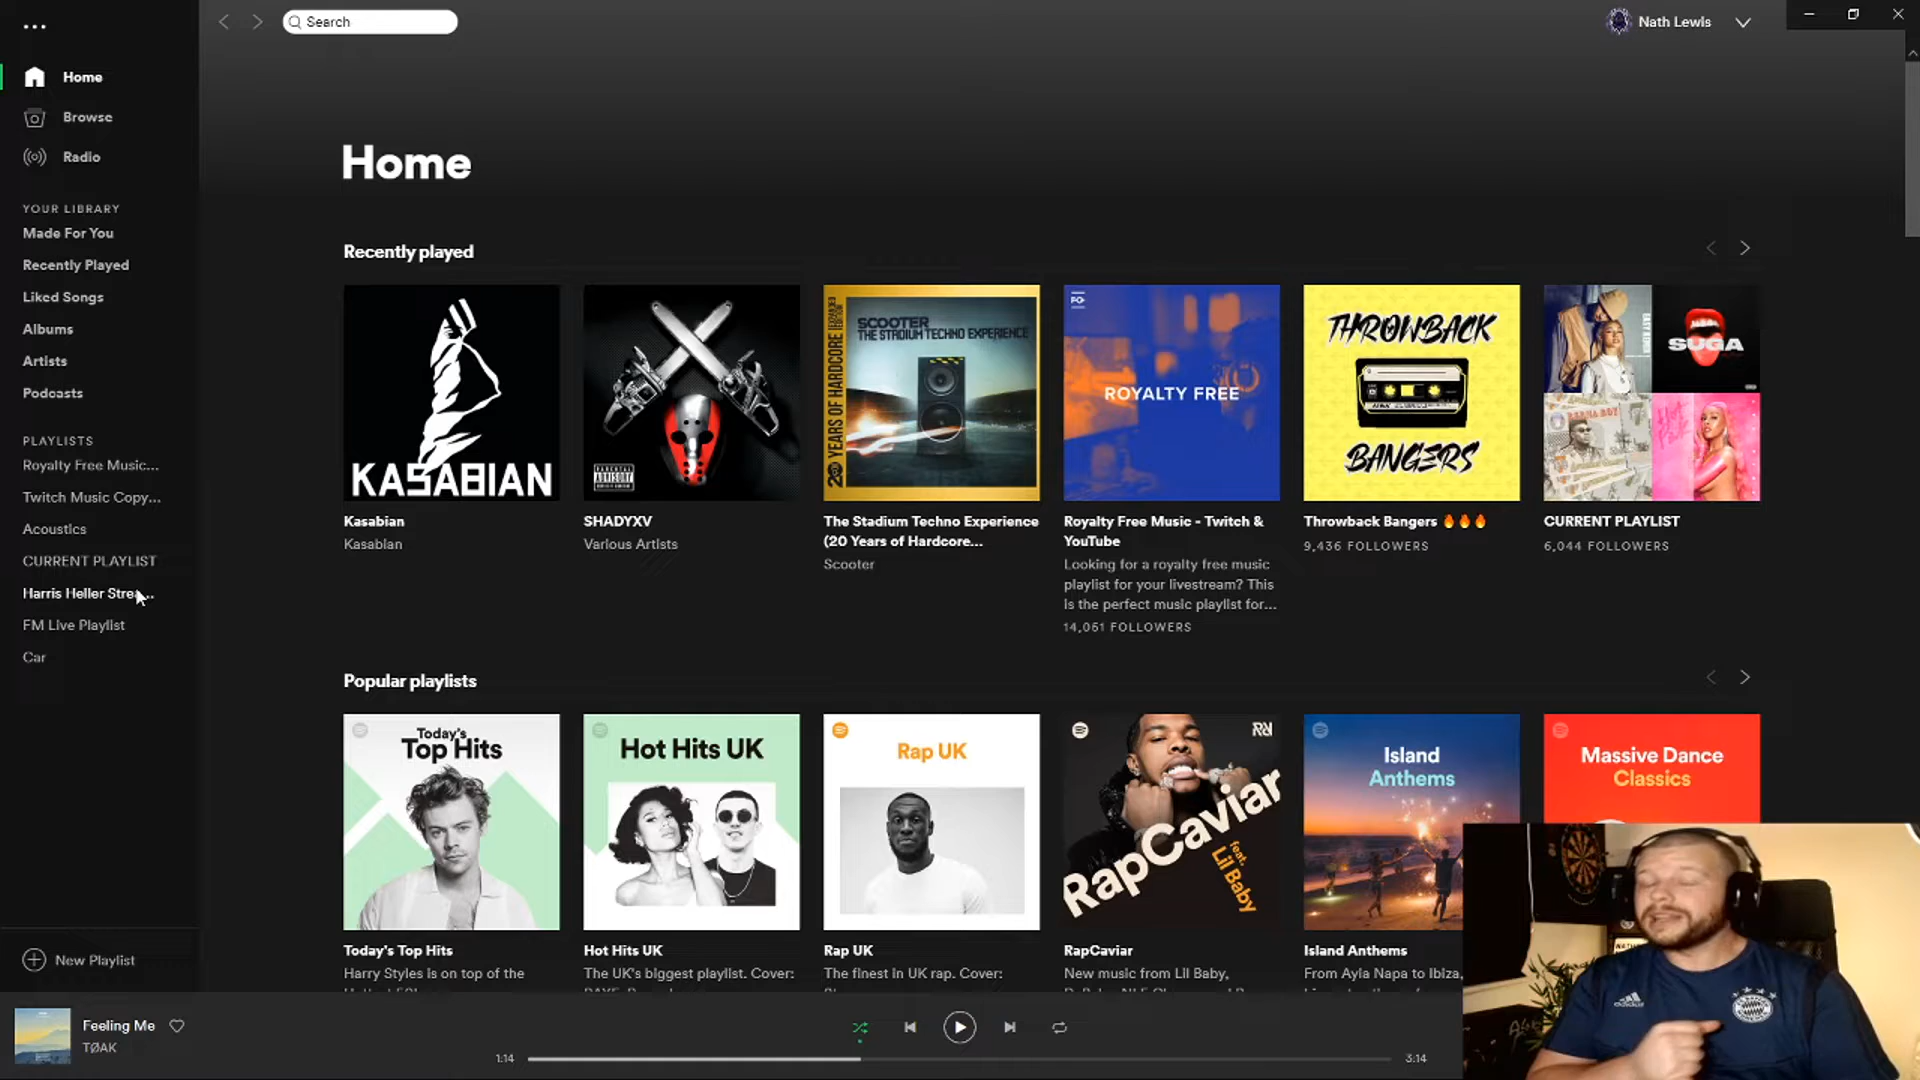 Search
Nath Lewis
Home
Browse
Radio
YOUR LIBRARY
Made For You
Recently Played
Liked Songs
Albums
Artists
Podcasts
PLAYLISTS
Royalty Free Music...
Twitch Music Copy...
Acoustics
CURRENT PLAYLIST
Harris Heller Strea...
FM Live Playlist
Car
New Playlist
Home
Recently played
KASABIAN
Kasabian
Kasabian
PARENTAL
ADVISORY
SHADYXV
Various Artists
20 YEARS OF HARDCORE
SCOOTER
THE STADIUM TECHNO EXPERIENCE
The Stadium Techno Experience
(20 Years of Hardcore...
Scooter
ROYALTY FREE
Royalty Free Music - Twitch &
YouTube
Looking for a royalty free music
playlist for your livestream? This
is the perfect music playlist for...
14,051 FOLLOWERS
THROWBACK
BANGERS
Throwback Bangers 🔥🔥🔥
9,436 FOLLOWERS
SUGA
CURRENT PLAYLIST
6,044 FOLLOWERS
Popular playlists
Today's
Top Hits
Today's Top Hits
Harry Styles is on top of the
Hot Hits UK
Hot Hits UK
The UK's biggest playlist. Cover:
Rap UK
Rap UK
The finest in UK rap. Cover:
RapCaviar
feat.
Lil Baby
RapCaviar
New music from Lil Baby,
Island
Anthems
Island Anthems
From Ayia Napa to Ibiza,
Massive Dance
Classics
adidas
Feeling Me
TØAK
1:14
3:14